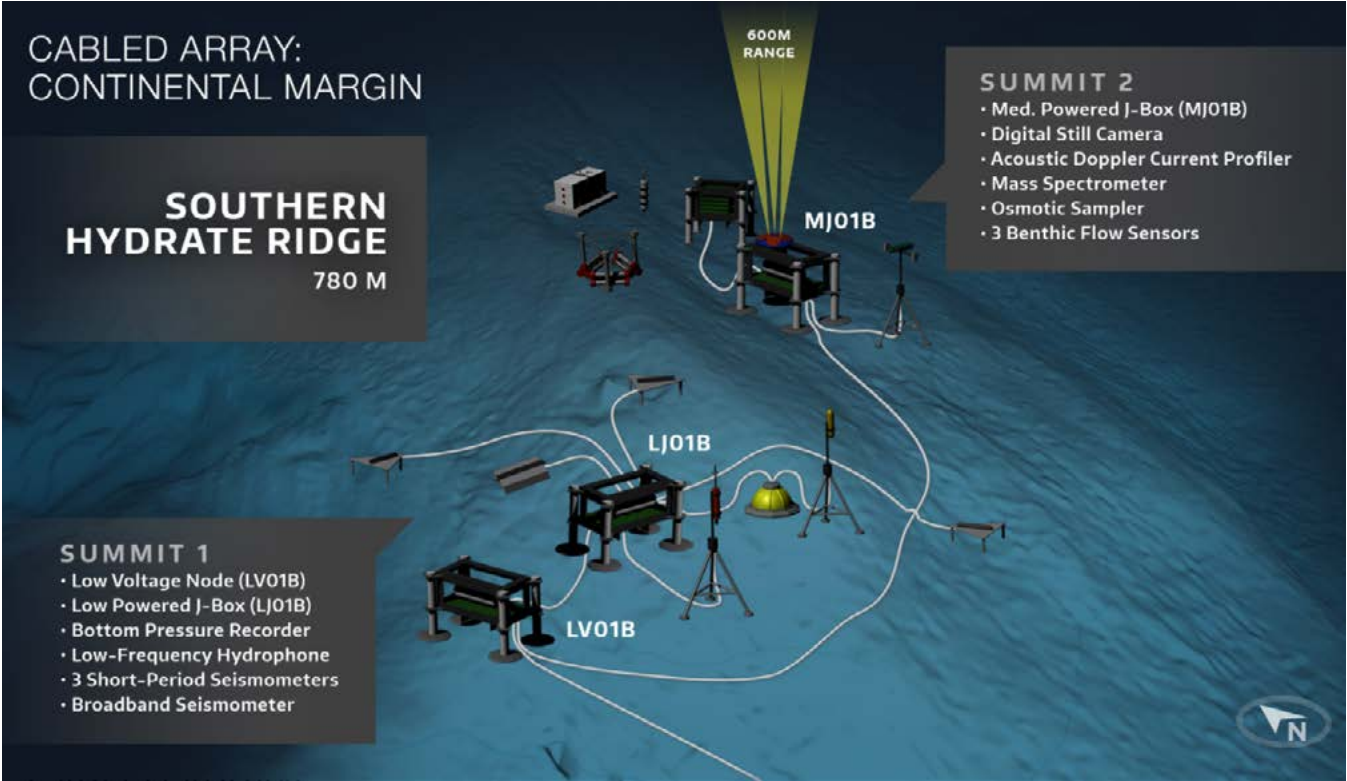 CABLED ARRAY:
CONTINENTAL MARGIN
SOUTHERN
HYDRATE RIDGE
780 M
600M
RANGE
SUMMIT 2
• Med. Powered J-Box (MJ01B)
• Digital Still Camera
• Acoustic Doppler Current Profiler
• Mass Spectrometer
• Osmotic Sampler
• 3 Benthic Flow Sensors
MJ01B
LJ01B
SUMMIT 1
• Low Voltage Node (LV01B)
• Low Powered J-Box (LJ01B)
• Bottom Pressure Recorder
• Low-Frequency Hydrophone
• 3 Short-Period Seismometers
• Broadband Seismometer
LV01B
N